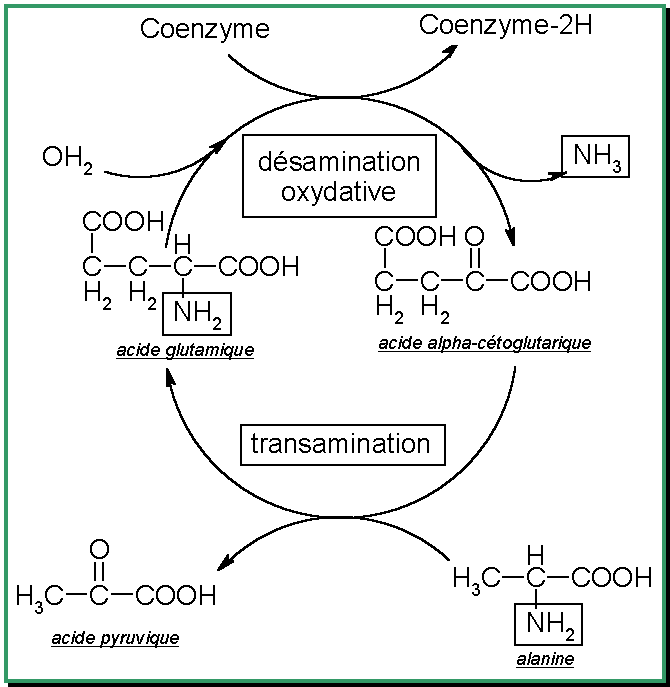 Coenzyme
Coenzyme-2H
OH2
désamination
oxydative
NH3
COOH
H
C C C COOH
H2 H2
NH2
acide glutamique
COOH O
C C C COOH
H2 H2
acide alpha-cétoglutarique
transamination
O
H3C C COOH
acide pyruvique
H
H3C C COOH
NH2
alanine